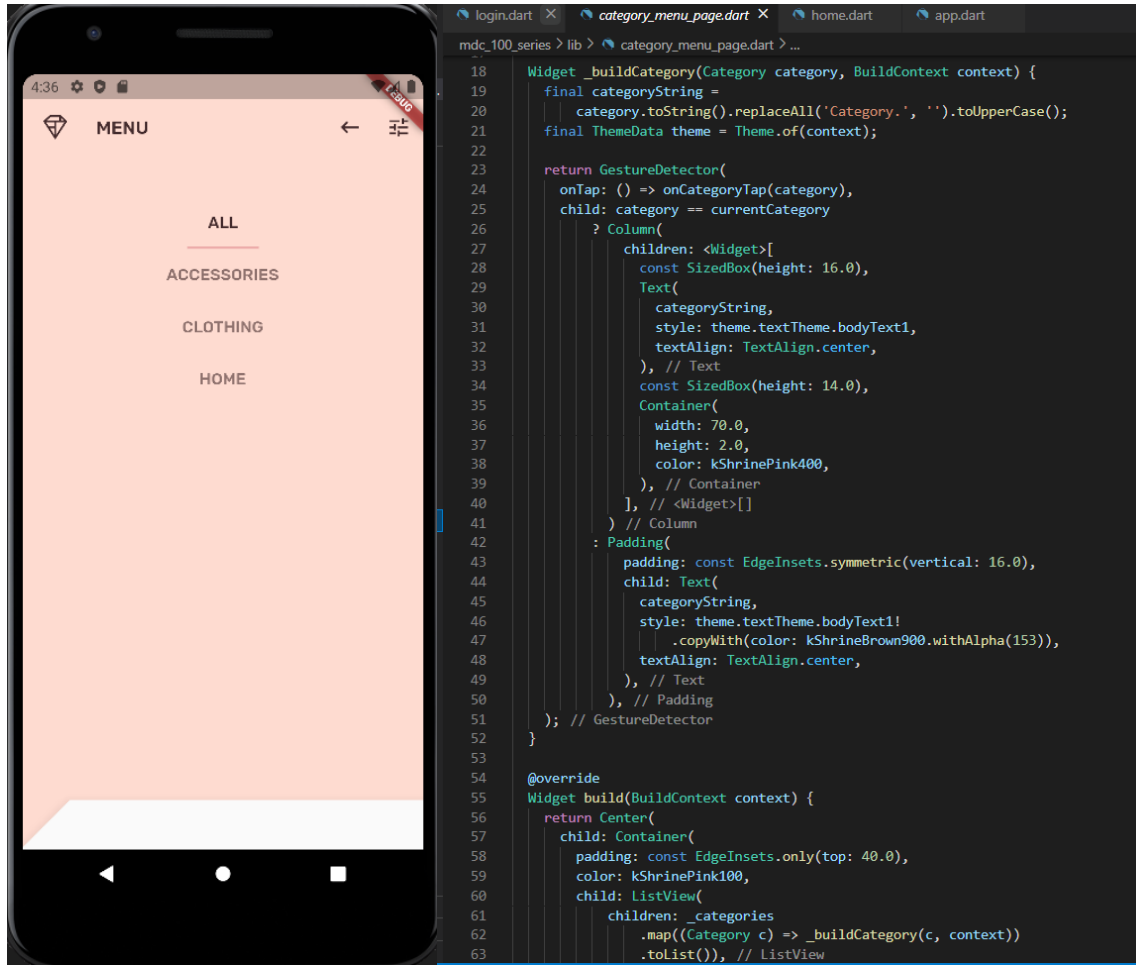 4:36
DEBUG
MENU
ALL
ACCESSORIES
CLOTHING
HOME
login.dart
category_menu_page.dart
home.dart
app.dart
mdc_100_series > lib > category_menu_page.dart > ...
18 Widget _buildCategory(Category category, BuildContext context) {
19 final categoryString =
20 category.toString().replaceAll('Category.', '').toUpperCase();
21 final ThemeData theme = Theme.of(context);
22
23 return GestureDetector(
24 onTap: () => onCategoryTap(category),
25 child: category == currentCategory
26 ? Column(
27 children: <Widget>[
28 const SizedBox(height: 16.0),
29 Text(
30 categoryString,
31 style: theme.textTheme.bodyText1,
32 textAlign: TextAlign.center,
33 ), // Text
34 const SizedBox(height: 14.0),
35 Container(
36 width: 70.0,
37 height: 2.0,
38 color: kShrinePink400,
39 ), // Container
40 ], // <Widget>[]
41 ) // Column
42 : Padding(
43 padding: const EdgeInsets.symmetric(vertical: 16.0),
44 child: Text(
45 categoryString,
46 style: theme.textTheme.bodyText1!
47 .copyWith(color: kShrineBrown900.withAlpha(153)),
48 textAlign: TextAlign.center,
49 ), // Text
50 ), // Padding
51 ); // GestureDetector
52 }
53
54 @override
55 Widget build(BuildContext context) {
56 return Center(
57 child: Container(
58 padding: const EdgeInsets.only(top: 40.0),
59 color: kShrinePink100,
60 child: ListView(
61 children: _categories
62 .map((Category c) => _buildCategory(c, context))
63 .toList()), // ListView